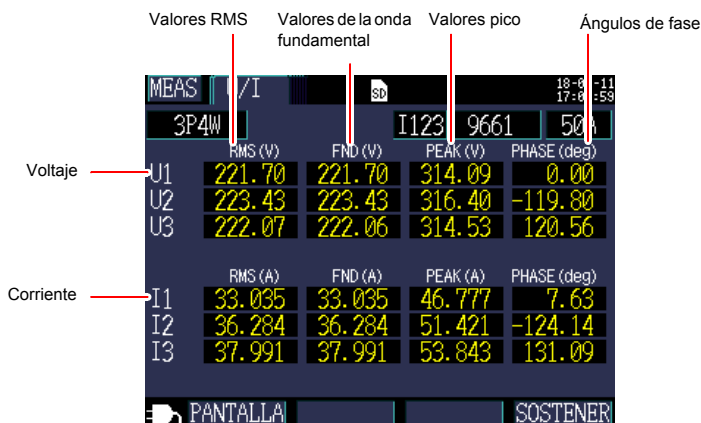 Valores RMS Valores de la onda fundamental Valores pico Ángulos de fase
MEAS U/I SD
17: :59
3P4W I123 9661 50A
RMS(V) FND(V) PEAK(V) PHASE(deg)
Voltaje U1 221.70 221.70 314.09 0.00
U2 223.43 223.43 316.40 -119.80
U3 222.07 222.06 314.53 120.56
RMS(A) FND(A) PEAK(A) PHASE(deg)
Corriente I1 33.035 33.035 46.777 7.63
I2 36.284 36.284 51.421 -124.14
I3 37.991 37.991 53.843 131.09
PANTALLA SOSTENER